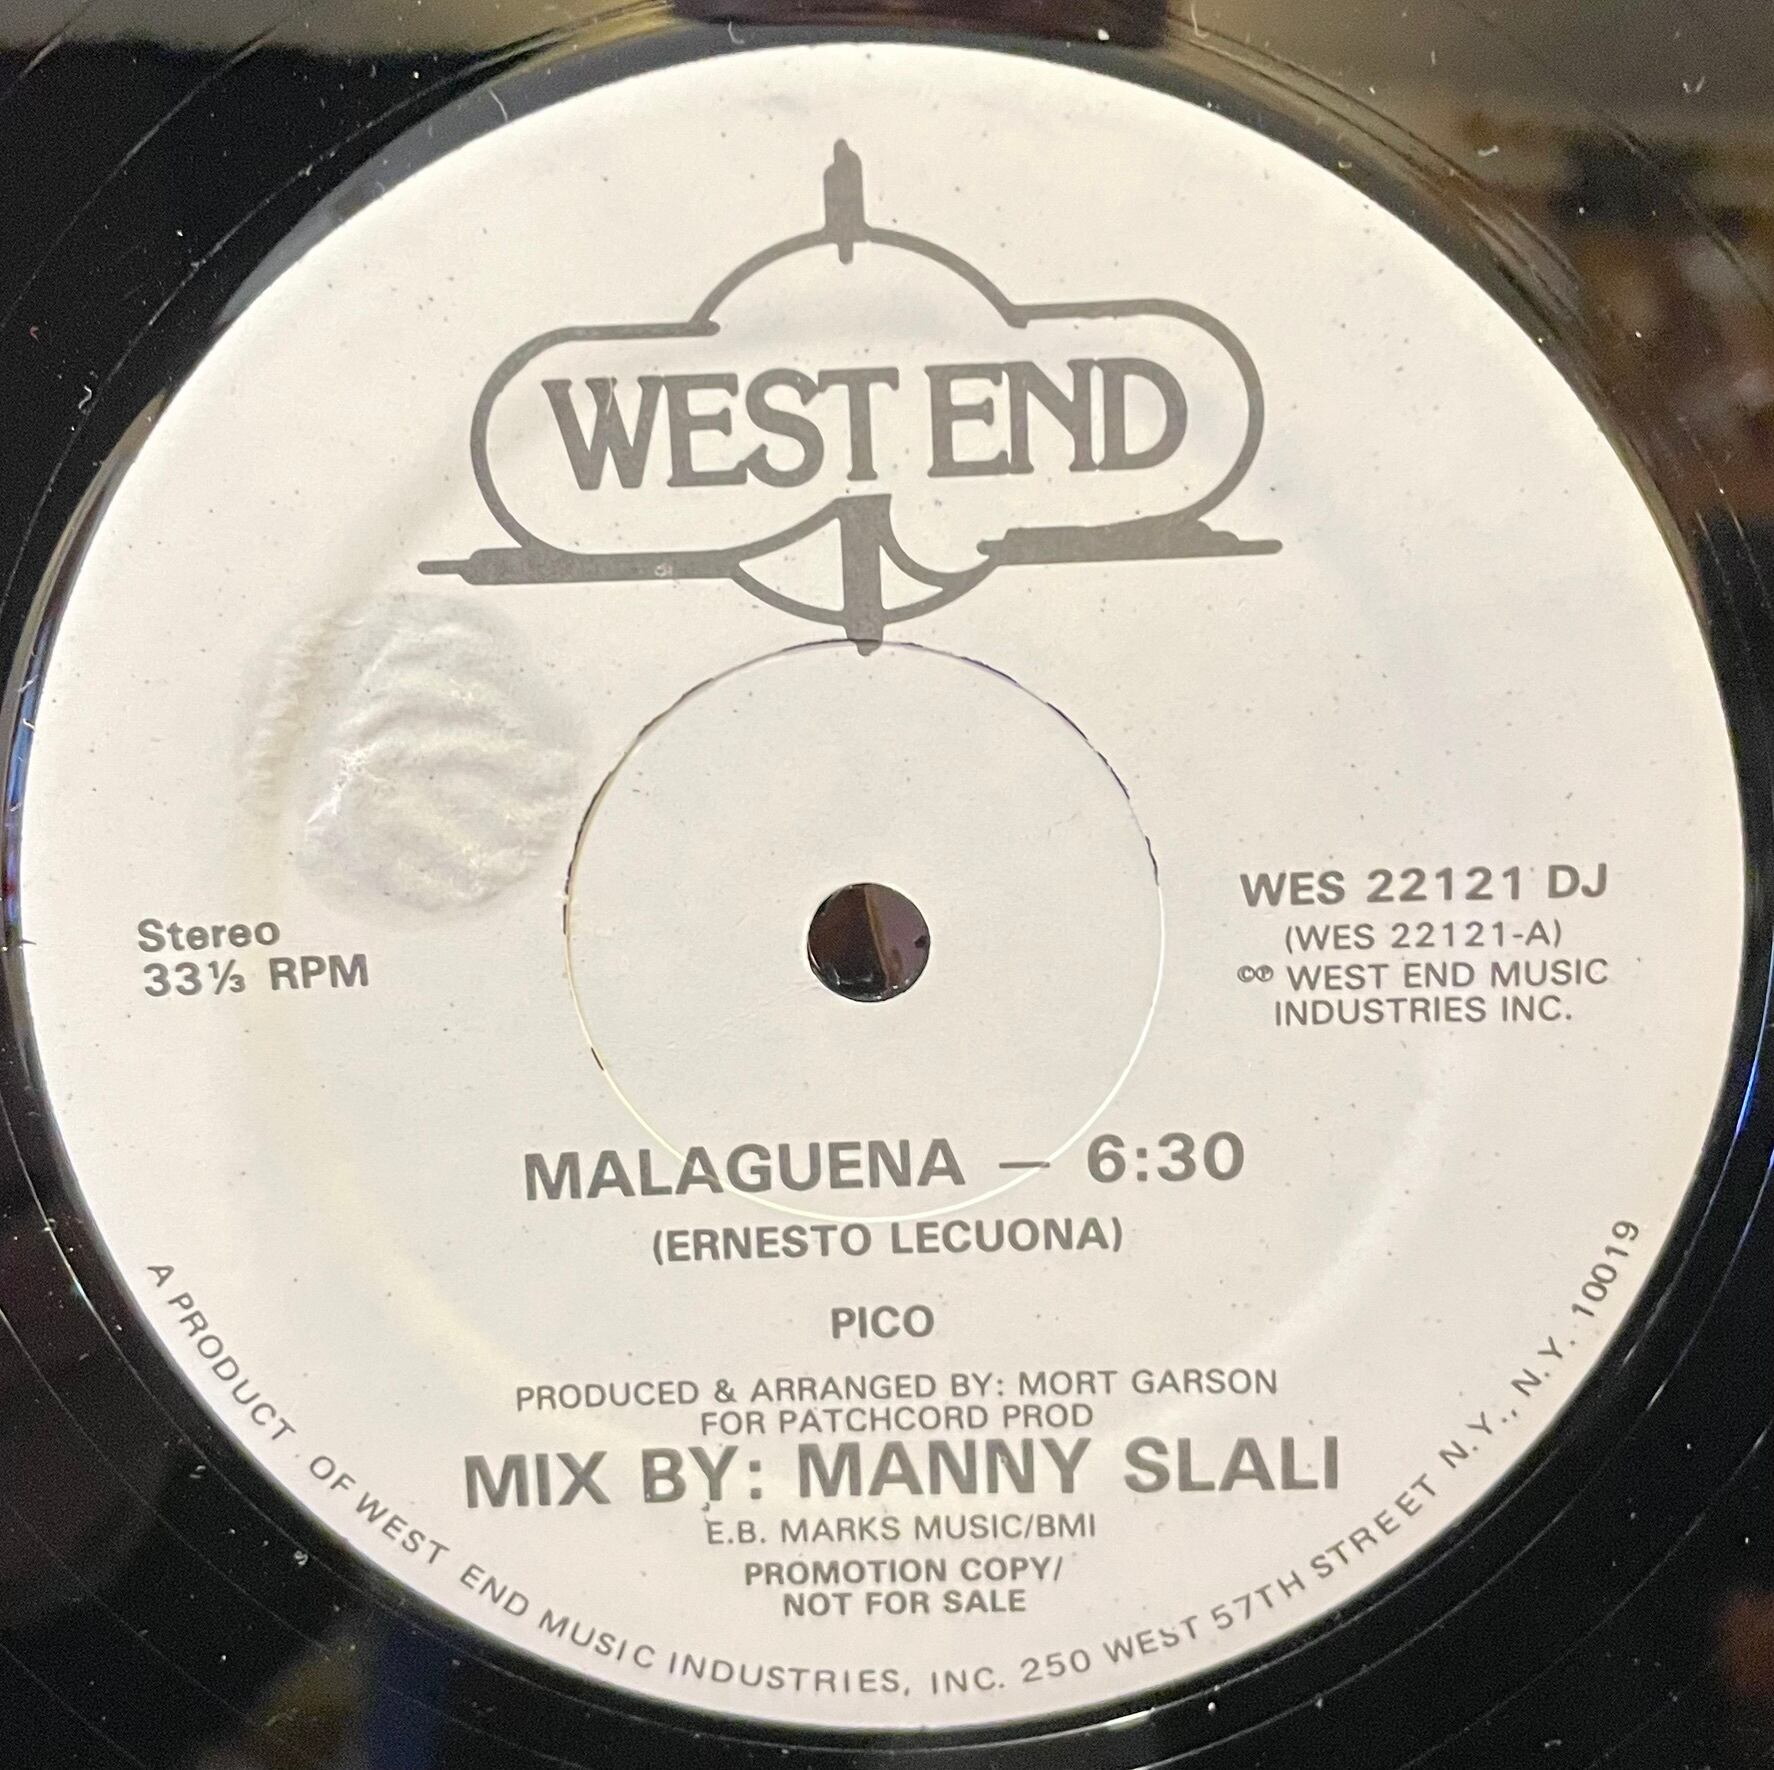 WEST END
Stereo
33⅓ RPM
WES 22121 DJ
(WES 22121-A)
©℗ WEST END MUSIC
INDUSTRIES INC.
MALAGUENA — 6:30
(ERNESTO LECUONA)
PICO
PRODUCED & ARRANGED BY: MORT GARSON
FOR PATCHCORD PROD
MIX BY: MANNY SLALI
E.B. MARKS MUSIC/BMI
PROMOTION COPY/
NOT FOR SALE
A PRODUCT OF WEST END MUSIC INDUSTRIES, INC. 250 WEST 57TH STREET N.Y., N.Y. 10019